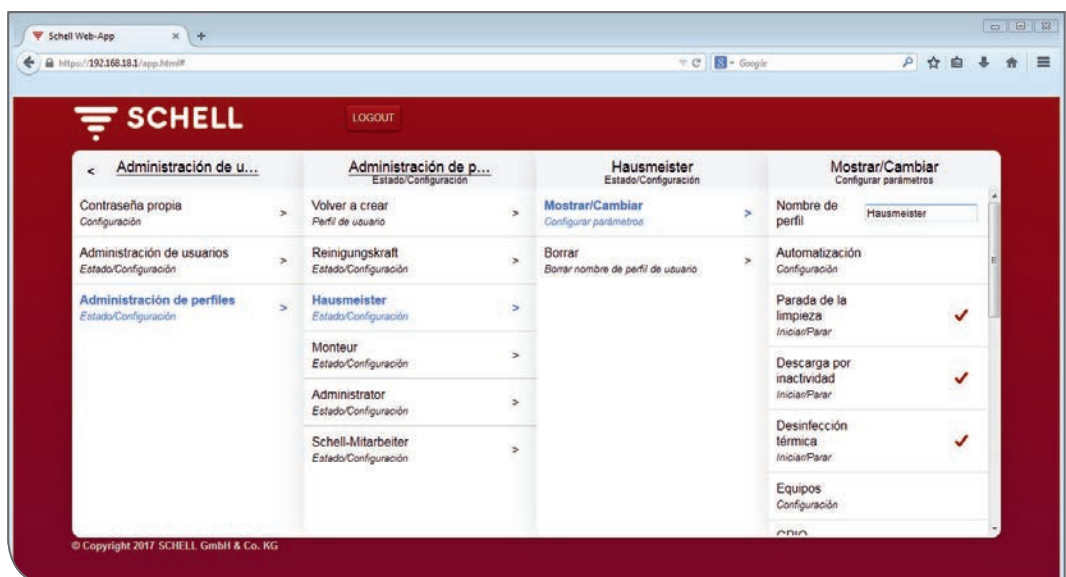 Schell Web-App
https://192.168.18.1/app.html#
Google
SCHELL
LOGOUT
< Administración de u...
Contraseña propia >
Configuración
Administración de usuarios >
Estado/Configuración
Administración de perfiles >
Estado/Configuración
Administración de p...
Estado/Configuración
Volver a crear >
Perfil de usuario
Reinigungskraft >
Estado/Configuración
Hausmeister >
Estado/Configuración
Monteur >
Estado/Configuración
Administrator >
Estado/Configuración
Schell-Mitarbeiter >
Estado/Configuración
Hausmeister
Estado/Configuración
Mostrar/Cambiar >
Configurar parámetros
Borrar >
Borrar nombre de perfil de usuario
Mostrar/Cambiar
Configurar parámetros
Nombre de Hausmeister
perfil
Automatización
Configuración
Parada de la
limpieza
Iniciar/Parar
Descarga por
inactividad
Iniciar/Parar
Desinfección
térmica
Iniciar/Parar
Equipos
Configuración
© Copyright 2017 SCHELL GmbH & Co. KG